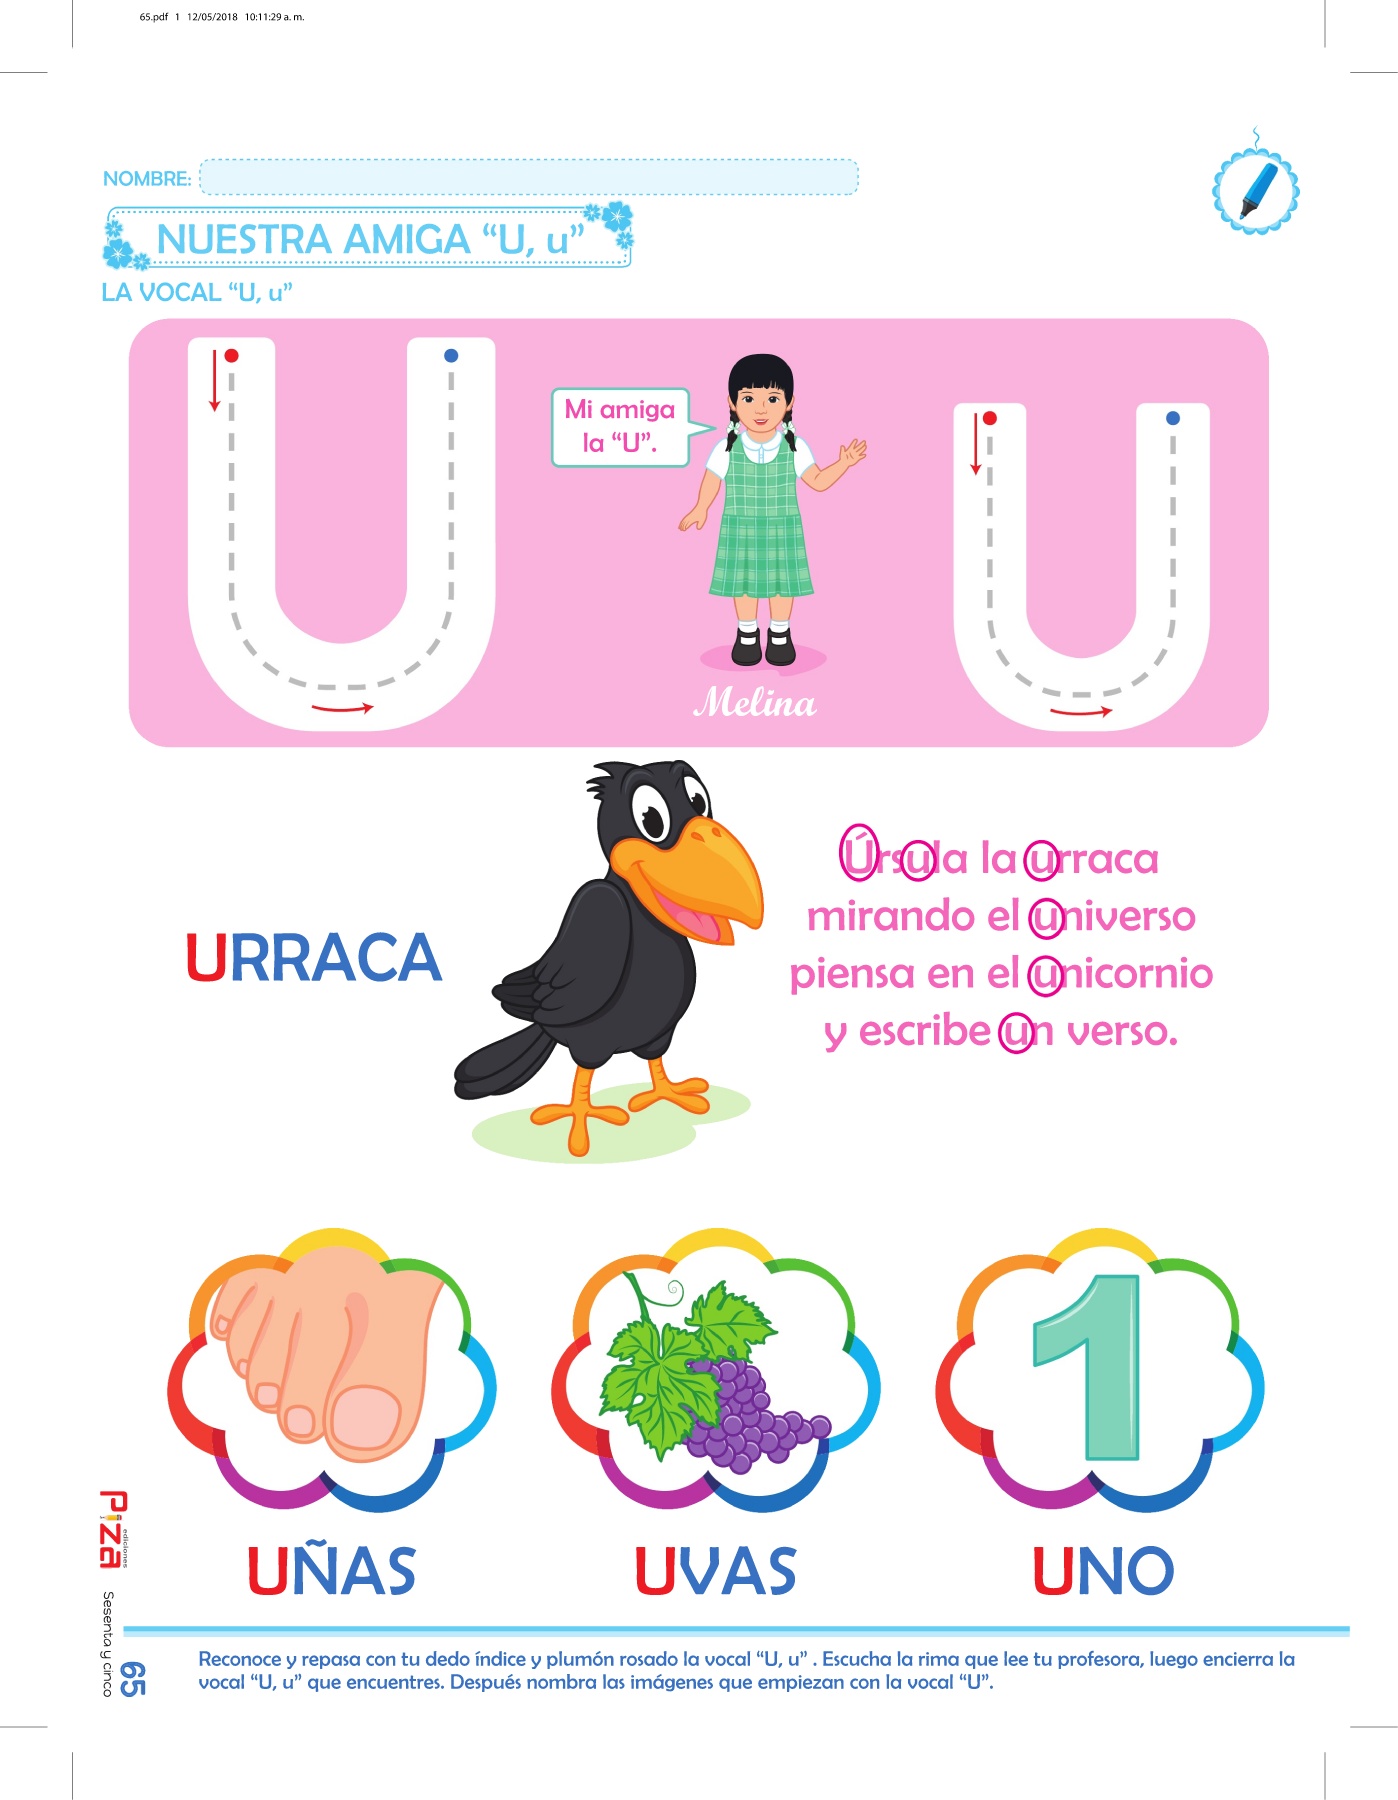 65.pdf 1 12/05/2018 10:11:29 a. m.
NOMBRE:
NUESTRA AMIGA “U, u”
LA VOCAL “U, u”
Mi amiga
la “U”.
Melina
URRACA
Úrsula la urraca
mirando el universo
piensa en el unicornio
y escribe un verso.
UÑAS
UVAS
UNO
Piza
ediciones
Sesenta y cinco
65
Reconoce y repasa con tu dedo índice y plumón rosado la vocal “U, u” . Escucha la rima que lee tu profesora, luego encierra la
vocal “U, u” que encuentres. Después nombra las imágenes que empiezan con la vocal “U”.